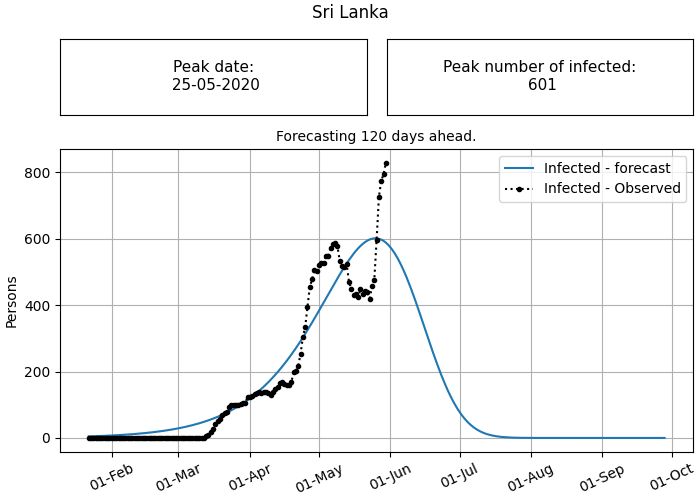 Sri Lanka
Peak date:
25-05-2020
Peak number of infected:
601
Forecasting 120 days ahead.
Infected - forecast
Infected - Observed
Persons
800
600
400
200
0
01-Feb
01-Mar
01-Apr
01-May
01-Jun
01-Jul
01-Aug
01-Sep
01-Oct